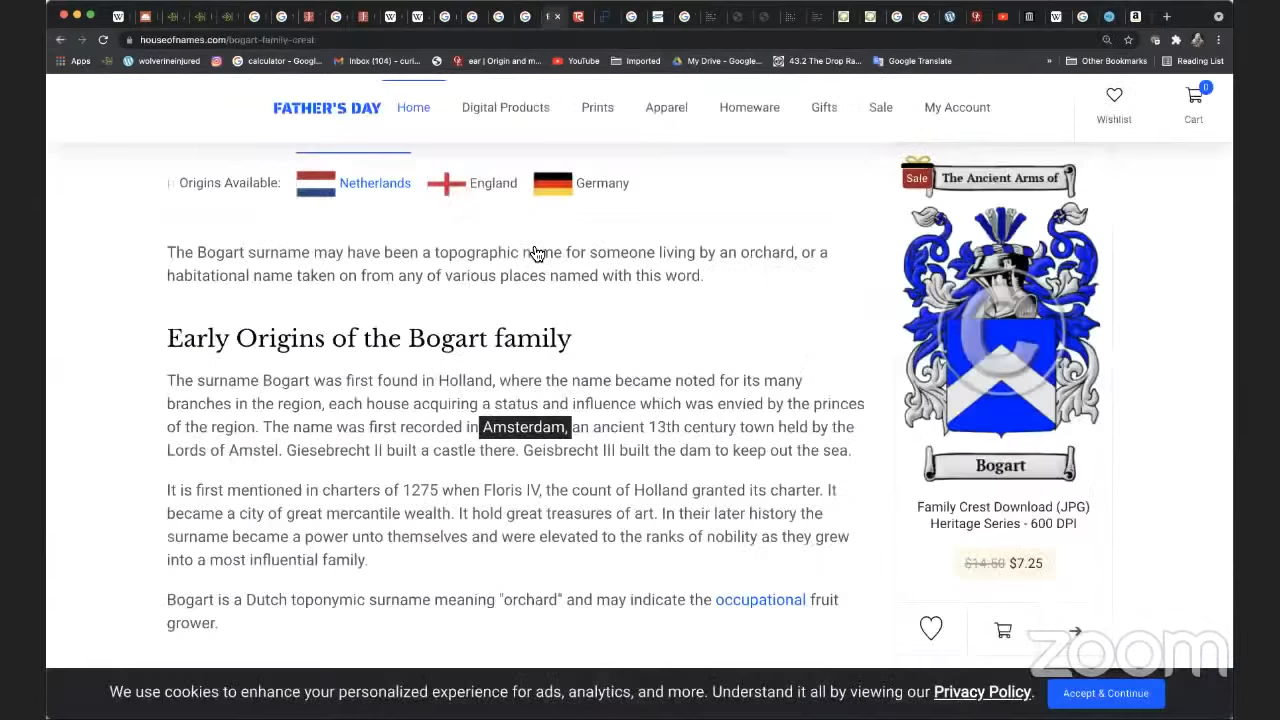 houseofnames.com/bogart-family-crest
Apps
wolverineinjured
calculator - Googl...
Inbox (104) - curi...
ear | Origin and m...
YouTube
Imported
My Drive - Google...
43.2 The Drop Ra...
Google Translate
»
Other Bookmarks
Reading List
FATHER'S DAY
Home
Digital Products
Prints
Apparel
Homeware
Gifts
Sale
My Account
0
Wishlist
Cart
Origins Available:
Netherlands
England
Germany
The Bogart surname may have been a topographic name for someone living by an orchard, or a
habitational name taken on from any of various places named with this word.
Early Origins of the Bogart family
The surname Bogart was first found in Holland, where the name became noted for its many
branches in the region, each house acquiring a status and influence which was envied by the princes
of the region. The name was first recorded in Amsterdam, an ancient 13th century town held by the
Lords of Amstel. Giesebrecht II built a castle there. Geisbrecht III built the dam to keep out the sea.
It is first mentioned in charters of 1275 when Floris IV, the count of Holland granted its charter. It
became a city of great mercantile wealth. It hold great treasures of art. In their later history the
surname became a power unto themselves and were elevated to the ranks of nobility as they grew
into a most influential family.
Bogart is a Dutch toponymic surname meaning "orchard" and may indicate the occupational fruit
grower.
Sale
The Ancient Arms of
Bogart
Family Crest Download (JPG)
Heritage Series - 600 DPI
$14.50 $7.25
zoom
We use cookies to enhance your personalized experience for ads, analytics, and more. Understand it all by viewing our Privacy Policy.
Accept & Continue